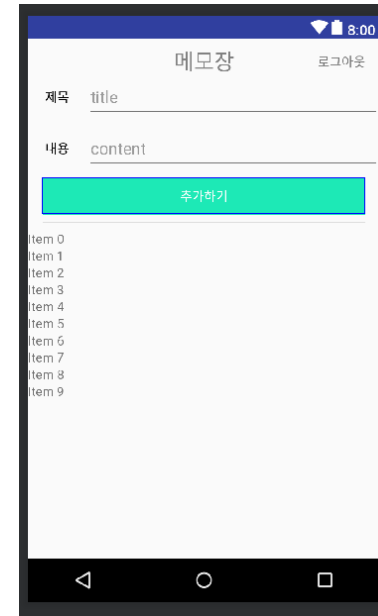 8:00
메모장 로그아웃
제목 title
내용 content
추가하기
Item 0
Item 1
Item 2
Item 3
Item 4
Item 5
Item 6
Item 7
Item 8
Item 9